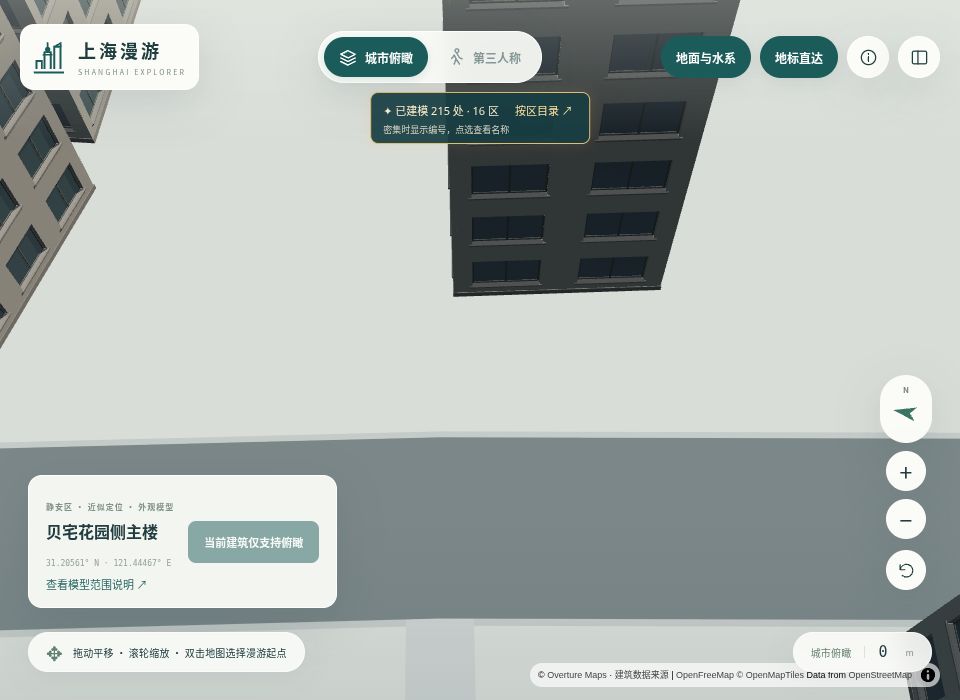 上海漫游
SHANGHAI EXPLORER
城市俯瞰
第三人称
地面与水系
地标直达
✦ 已建模 215 处 · 16 区 按区目录 ↗
密集时显示编号，点选查看名称
N
静安区 · 近似定位 · 外观模型
贝宅花园侧主楼
当前建筑仅支持俯瞰
31.20561° N · 121.44467° E
查看模型范围说明 ↗
拖动平移 · 滚轮缩放 · 双击地图选择漫游起点
城市俯瞰 0 m
© Overture Maps · 建筑数据来源 | OpenFreeMap © OpenMapTiles Data from OpenStreetMap